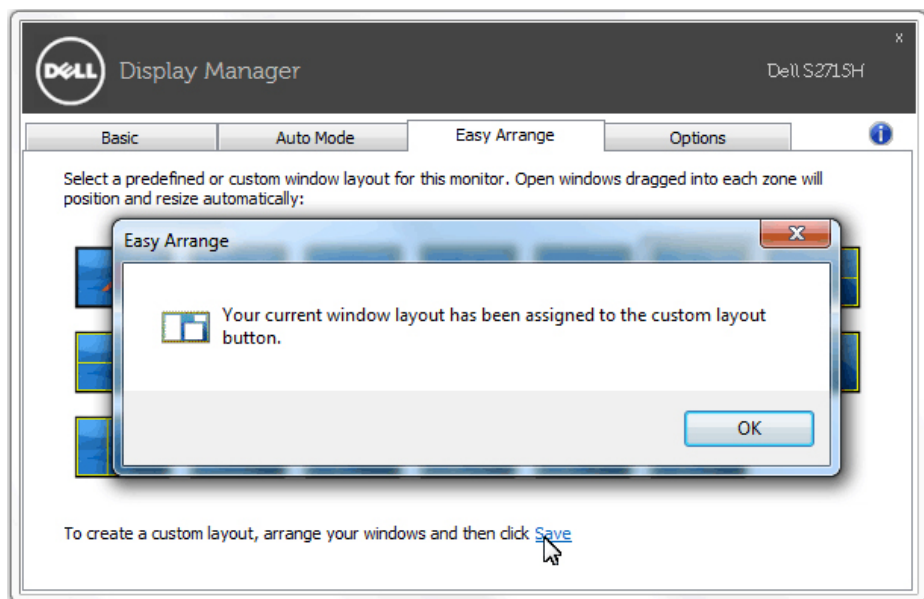 DELL Display Manager
x
Dell S2715H
Basic Auto Mode Easy Arrange Options
Select a predefined or custom window layout for this monitor. Open windows dragged into each zone will
position and resize automatically:
Easy Arrange
Your current window layout has been assigned to the custom layout
button.
OK
To create a custom layout, arrange your windows and then click Save